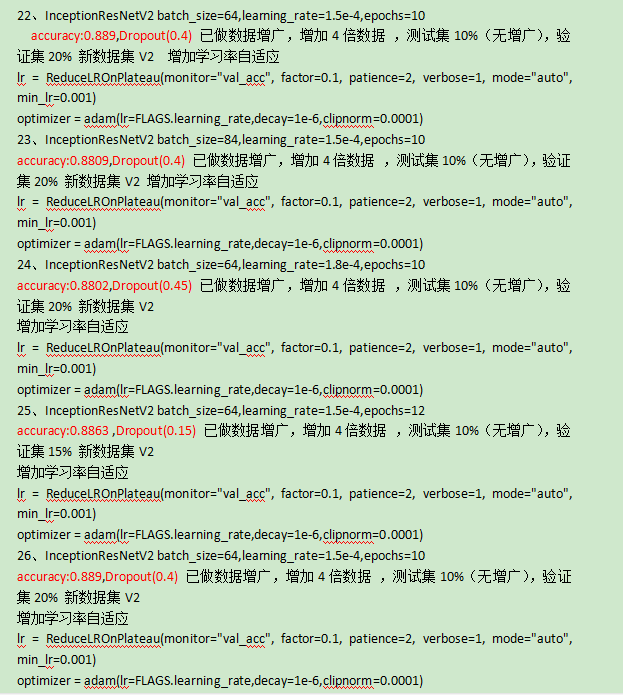 22、InceptionResNetV2 batch_size=64,learning_rate=1.5e-4,epochs=10
accuracy:0.889,Dropout(0.4) 已做数据增广，增加 4 倍数据 ，测试集 10%（无增广），验
证集 20% 新数据集 V2 增加学习率自适应
lr = ReduceLROnPlateau(monitor="val_acc", factor=0.1, patience=2, verbose=1, mode="auto",
min_lr=0.001)
optimizer = adam(lr=FLAGS.learning_rate,decay=1e-6,clipnorm=0.0001)
23、InceptionResNetV2 batch_size=84,learning_rate=1.5e-4,epochs=10
accuracy:0.8809,Dropout(0.4) 已做数据增广，增加 4 倍数据 ，测试集 10%（无增广），验证
集 20% 新数据集 V2 增加学习率自适应
lr = ReduceLROnPlateau(monitor="val_acc", factor=0.1, patience=2, verbose=1, mode="auto",
min_lr=0.001)
optimizer = adam(lr=FLAGS.learning_rate,decay=1e-6,clipnorm=0.0001)
24、InceptionResNetV2 batch_size=64,learning_rate=1.8e-4,epochs=10
accuracy:0.8802,Dropout(0.45) 已做数据增广，增加 4 倍数据 ，测试集 10%（无增广），验
证集 20% 新数据集 V2
增加学习率自适应
lr = ReduceLROnPlateau(monitor="val_acc", factor=0.1, patience=2, verbose=1, mode="auto",
min_lr=0.001)
optimizer = adam(lr=FLAGS.learning_rate,decay=1e-6,clipnorm=0.0001)
25、InceptionResNetV2 batch_size=64,learning_rate=1.5e-4,epochs=12
accuracy:0.8863 ,Dropout(0.15) 已做数据增广，增加 4 倍数据 ，测试集 10%（无增广），验
证集 15% 新数据集 V2
增加学习率自适应
lr = ReduceLROnPlateau(monitor="val_acc", factor=0.1, patience=2, verbose=1, mode="auto",
min_lr=0.001)
optimizer = adam(lr=FLAGS.learning_rate,decay=1e-6,clipnorm=0.0001)
26、InceptionResNetV2 batch_size=64,learning_rate=1.5e-4,epochs=10
accuracy:0.889,Dropout(0.4) 已做数据增广，增加 4 倍数据 ，测试集 10%（无增广），验证
集 20% 新数据集 V2
增加学习率自适应
lr = ReduceLROnPlateau(monitor="val_acc", factor=0.1, patience=2, verbose=1, mode="auto",
min_lr=0.001)
optimizer = adam(lr=FLAGS.learning_rate,decay=1e-6,clipnorm=0.0001)